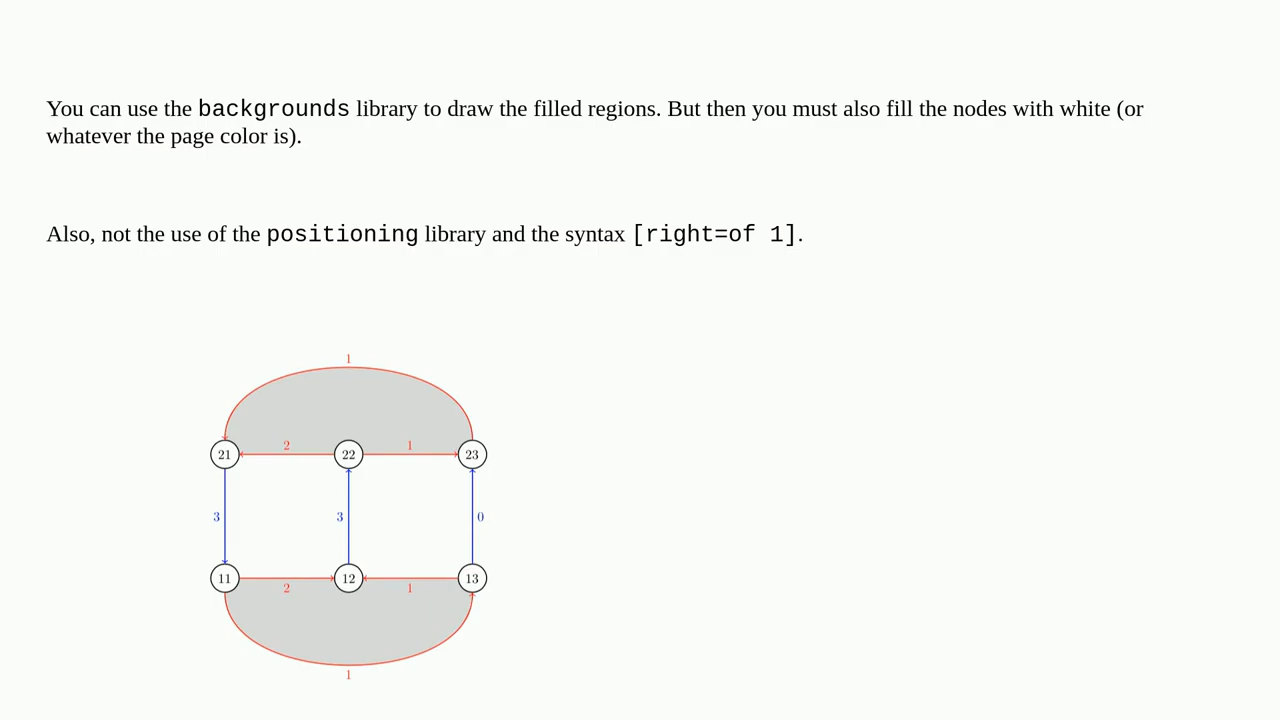 You can use the backgrounds library to draw the filled regions. But then you must also fill the nodes with white (or
whatever the page color is).
Also, not the use of the positioning library and the syntax [right=of 1].
1
2 1
21 22 23
3 3 0
11 12 13
2 1
1